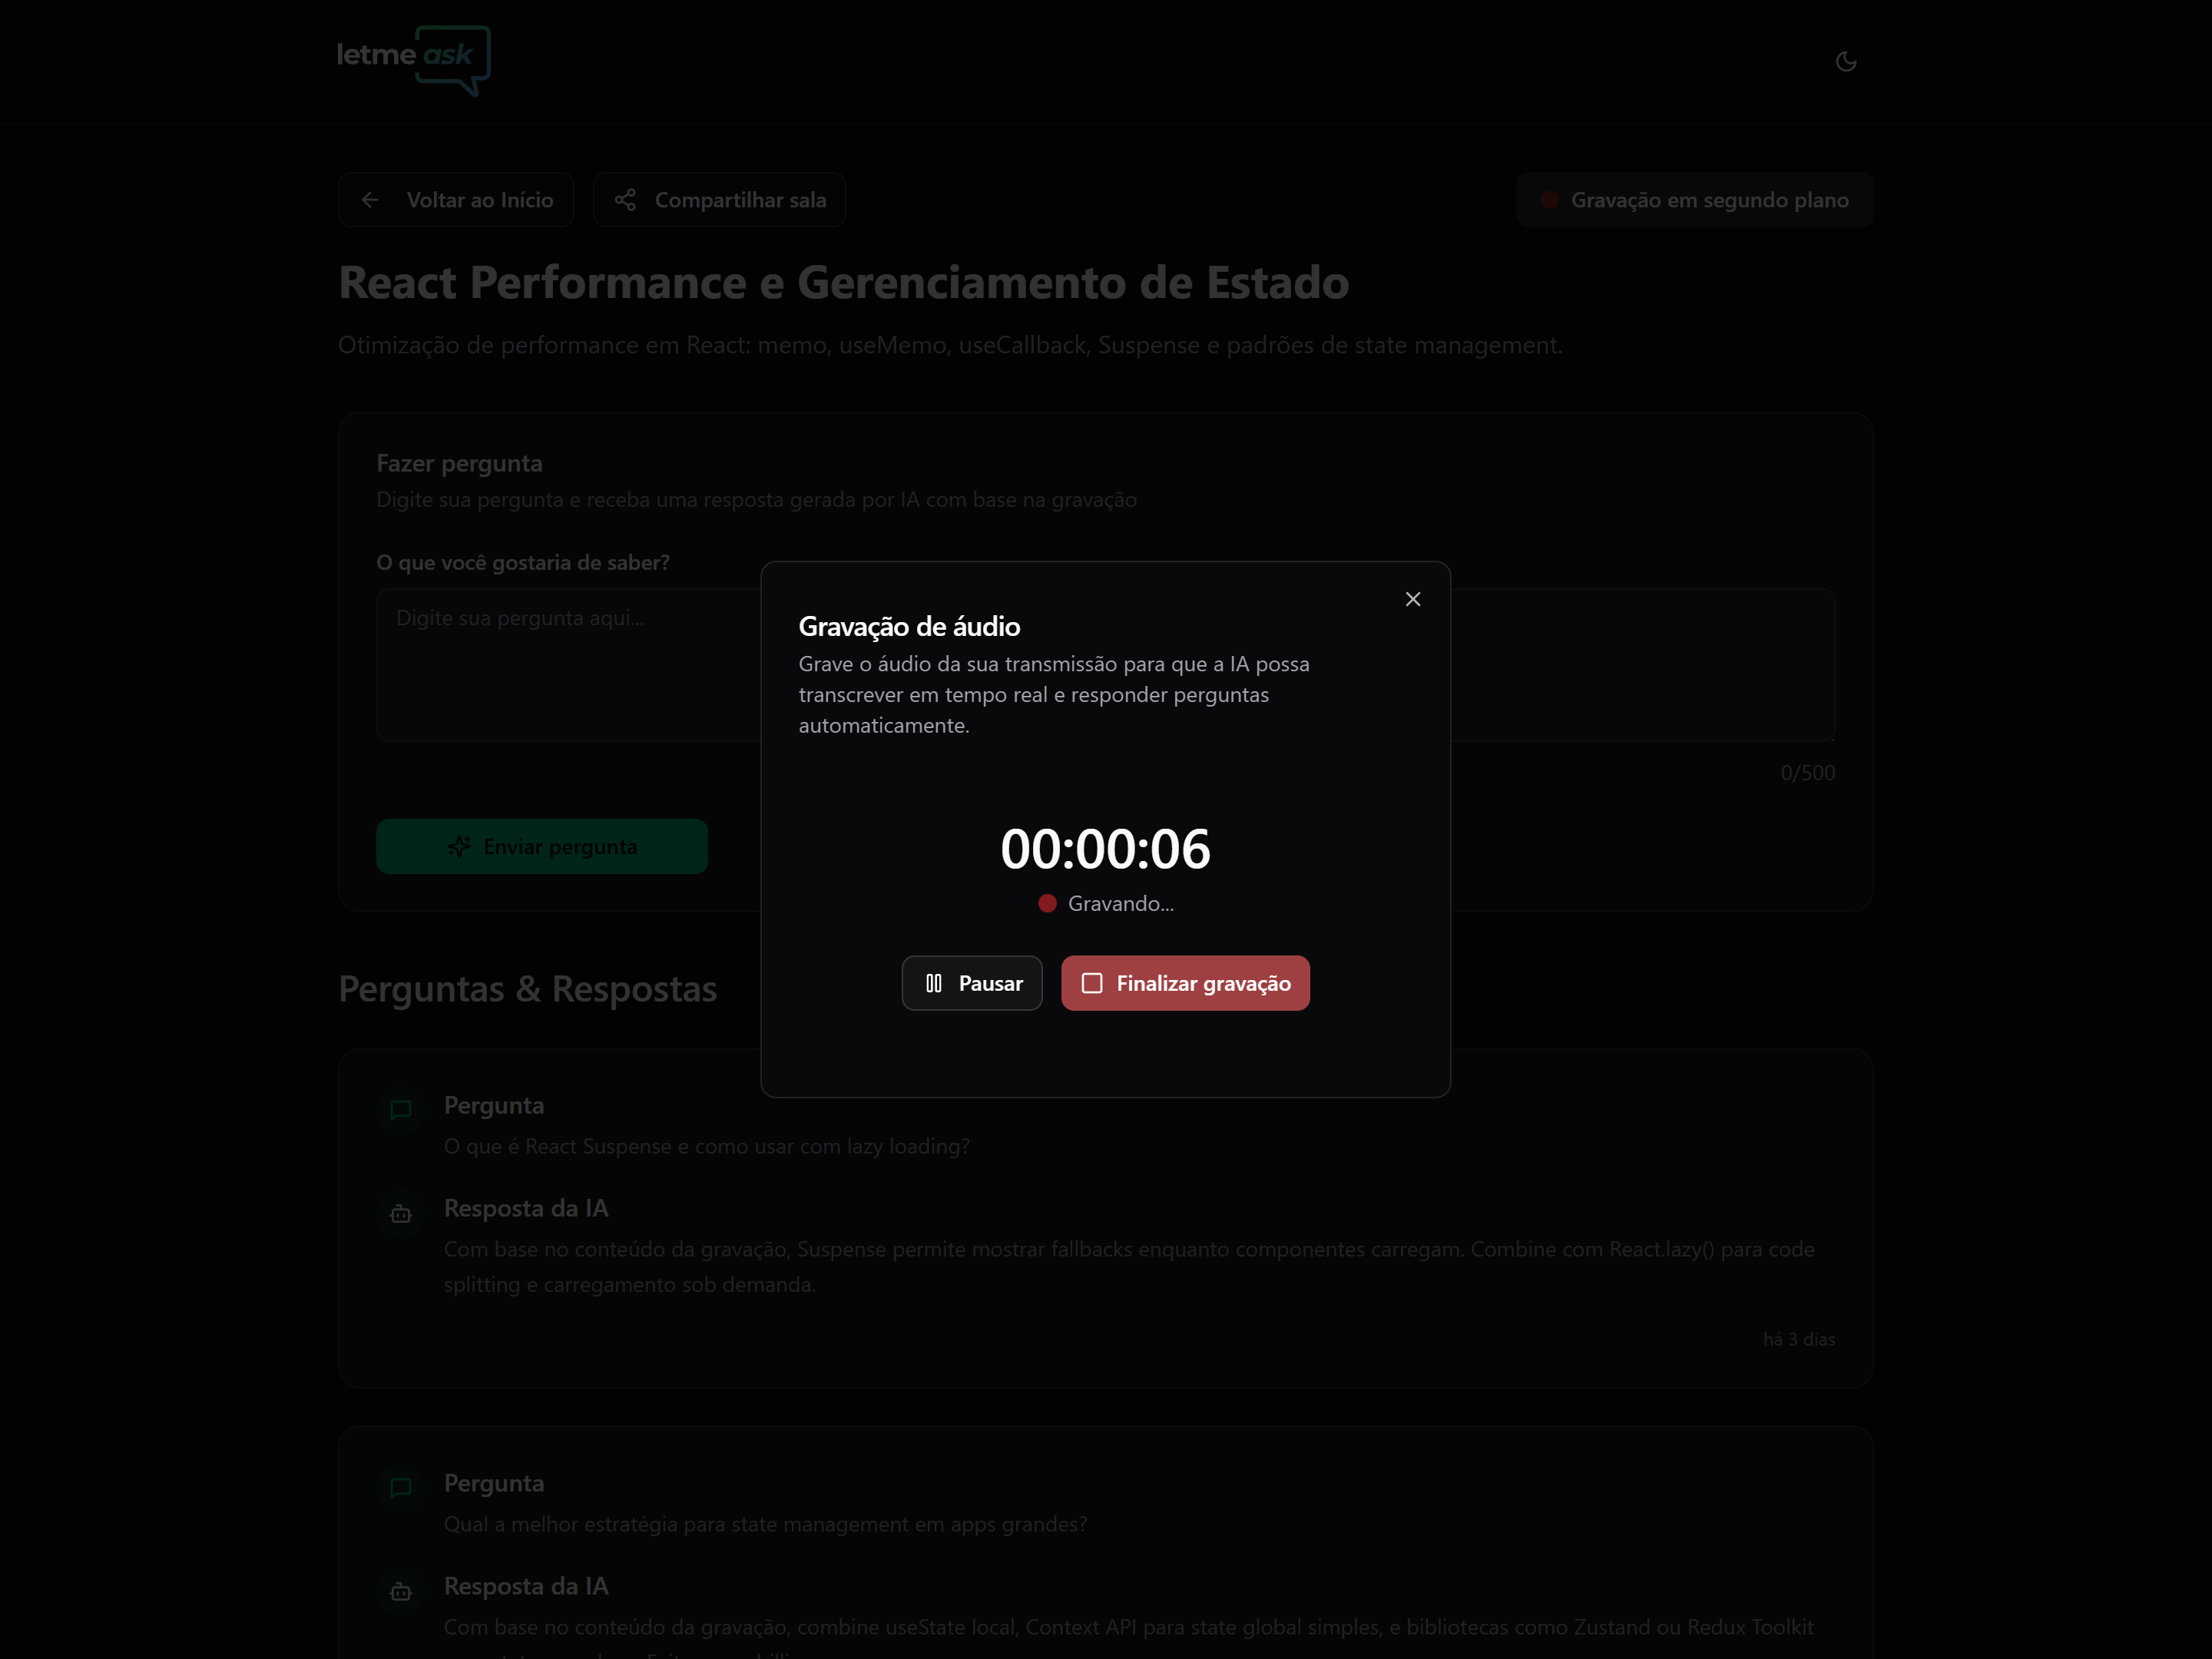 letme ask
Voltar ao Início
Compartilhar sala
Gravação em segundo plano
React Performance e Gerenciamento de Estado
Otimização de performance em React: memo, useMemo, useCallback, Suspense e padrões de state management.
Fazer pergunta
Digite sua pergunta e receba uma resposta gerada por IA com base na gravação
O que você gostaria de saber?
Digite sua pergunta aqui...
0/500
Enviar pergunta
Gravação de áudio
Grave o áudio da sua transmissão para que a IA possa
transcrever em tempo real e responder perguntas
automaticamente.
00:00:06
Gravando...
Pausar
Finalizar gravação
Perguntas & Respostas
Pergunta
O que é React Suspense e como usar com lazy loading?
Resposta da IA
Com base no conteúdo da gravação, Suspense permite mostrar fallbacks enquanto componentes carregam. Combine com React.lazy() para code
splitting e carregamento sob demanda.
há 3 dias
Pergunta
Qual a melhor estratégia para state management em apps grandes?
Resposta da IA
Com base no conteúdo da gravação, combine useState local, Context API para state global simples, e bibliotecas como Zustand ou Redux Toolkit